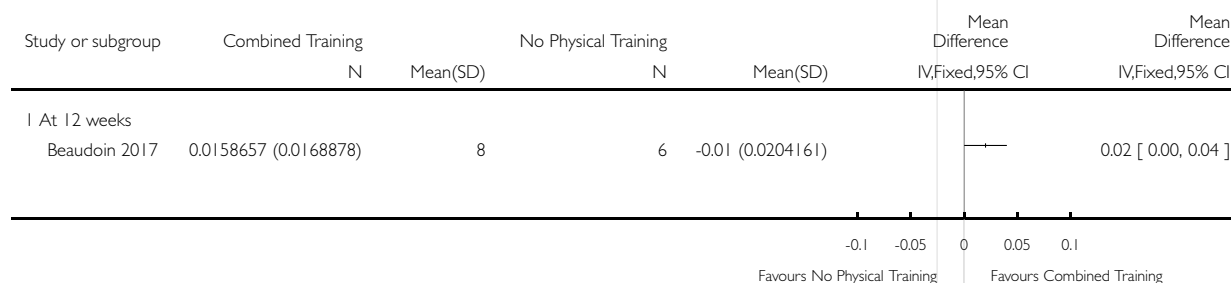 Study or subgroup Combined Training No Physical Training Mean Difference Mean Difference
N Mean(SD) N Mean(SD) IV,Fixed,95% CI IV,Fixed,95% CI
1 At 12 weeks
Beaudoin 2017 0.0158657 (0.0168878) 8 6 -0.01 (0.0204161) 0.02 [ 0.00, 0.04 ]
-0.1 -0.05 0 0.05 0.1
Favours No Physical Training Favours Combined Training